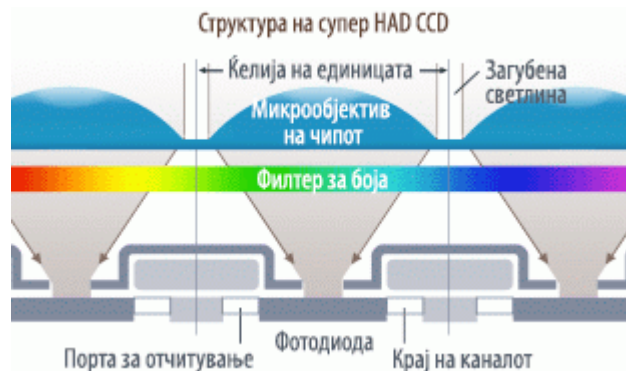 Структура на супер HAD CCD
Ќелија на единицата
Загубена
светлина
Микрообјектив
на чипот
Филтер за боја
Порта за отчитување
Фотодиода
Крај на каналот